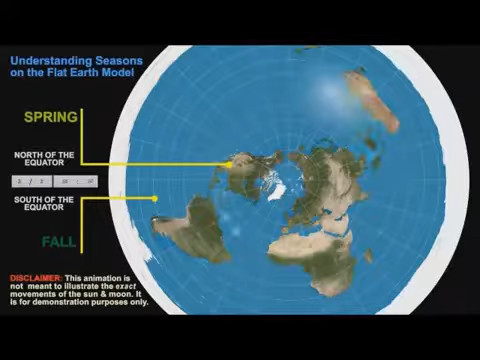 Understanding Seasons
on the Flat Earth Model
SPRING
NORTH OF THE
EQUATOR
SOUTH OF THE
EQUATOR
FALL
DISCLAIMER: This animation is
not meant to illustrate the exact
movements of the sun & moon. It
is for demonstration purposes only.